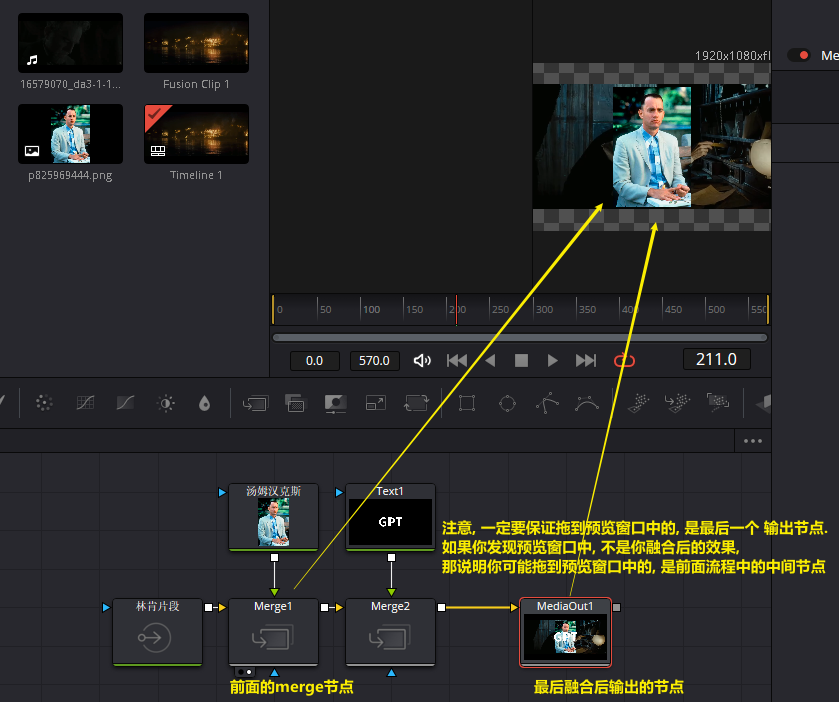 1920x1080xfl
Me
16579070_da3-1-1...
Fusion Clip 1
p825969444.png
Timeline 1
0
50
100
150
200
250
300
350
400
450
500
550
0.0
570.0
211.0
汤姆汉克斯
Text1
GPT
注意, 一定要保证拖到预览窗口中的, 是最后一个 输出节点.
如果你发现预览窗口中, 不是你融合后的效果,
那说明你可能拖到预览窗口中的, 是前面流程中的中间节点
林肯片段
Merge1
Merge2
MediaOut1
GPT
前面的merge节点
最后融合后输出的节点